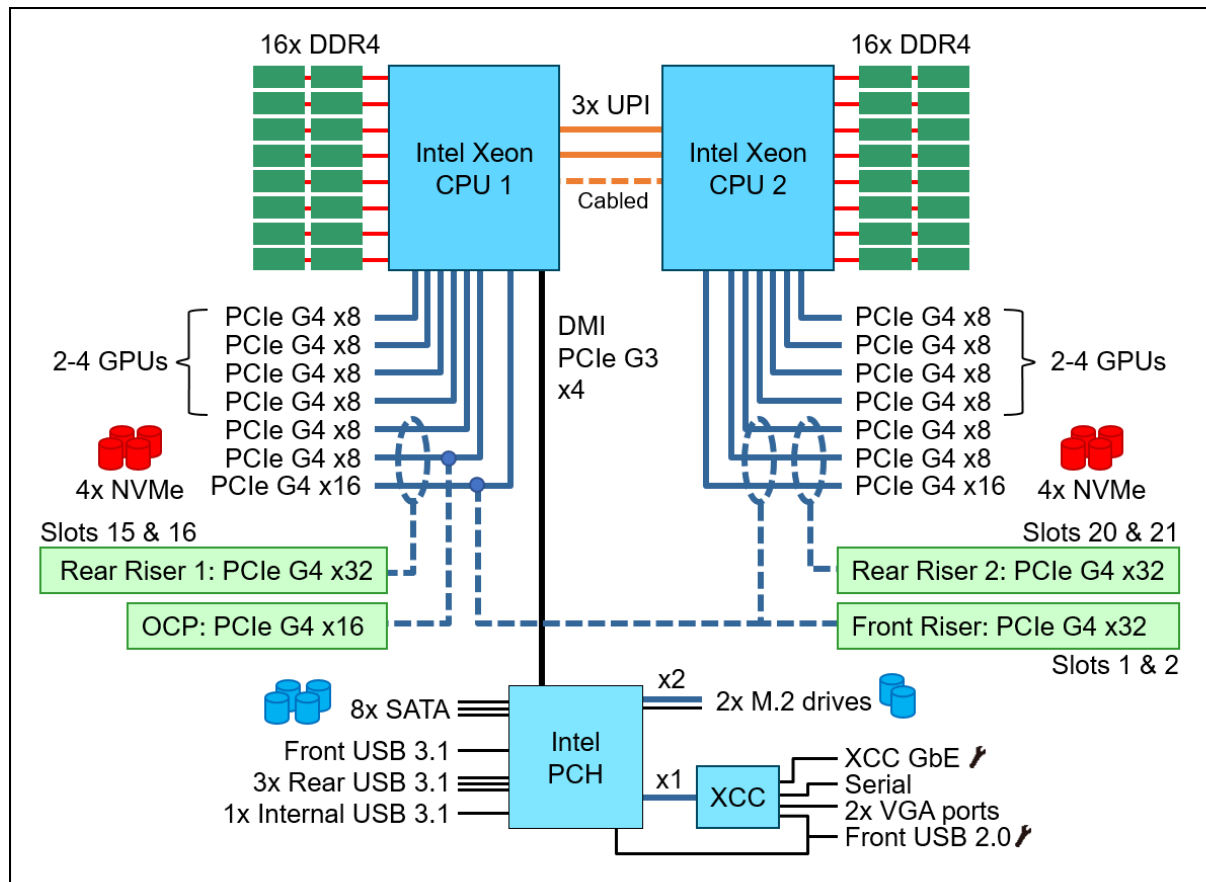 16x DDR4
16x DDR4
Intel Xeon
CPU 1
3x UPI
Cabled
Intel Xeon
CPU 2
2-4 GPUs
PCIe G4 x8
PCIe G4 x8
PCIe G4 x8
PCIe G4 x8
PCIe G4 x8
PCIe G4 x8
PCIe G4 x16
4x NVMe
DMI
PCIe G3
x4
PCIe G4 x8
PCIe G4 x8
PCIe G4 x8
PCIe G4 x8
PCIe G4 x8
PCIe G4 x8
PCIe G4 x16
2-4 GPUs
4x NVMe
Slots 15 & 16
Rear Riser 1: PCIe G4 x32
OCP: PCIe G4 x16
Slots 20 & 21
Rear Riser 2: PCIe G4 x32
Front Riser: PCIe G4 x32
Slots 1 & 2
8x SATA
Front USB 3.1
3x Rear USB 3.1
1x Internal USB 3.1
Intel
PCH
x2
2x M.2 drives
x1
XCC
XCC GbE
Serial
2x VGA ports
Front USB 2.0